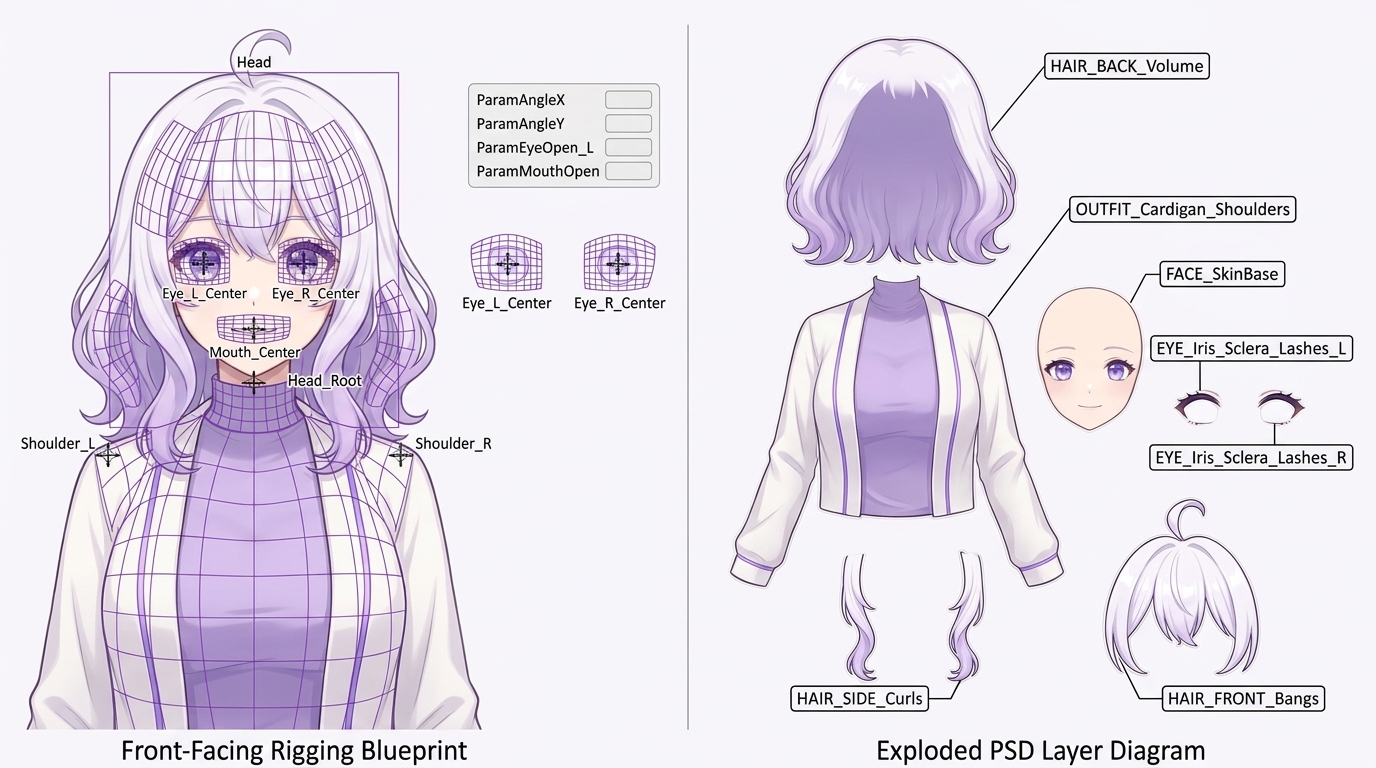 Head
ParamAngleX
ParamAngleY
ParamEyeOpen_L
ParamMouthOpen
Eye_L_Center
Eye_R_Center
Eye_L_Center
Eye_R_Center
Mouth_Center
Head_Root
Shoulder_L
Shoulder_R
Front-Facing Rigging Blueprint
HAIR_BACK_Volume
OUTFIT_Cardigan_Shoulders
FACE_SkinBase
EYE_Iris_Sclera_Lashes_L
EYE_Iris_Sclera_Lashes_R
HAIR_SIDE_Curls
HAIR_FRONT_Bangs
Exploded PSD Layer Diagram